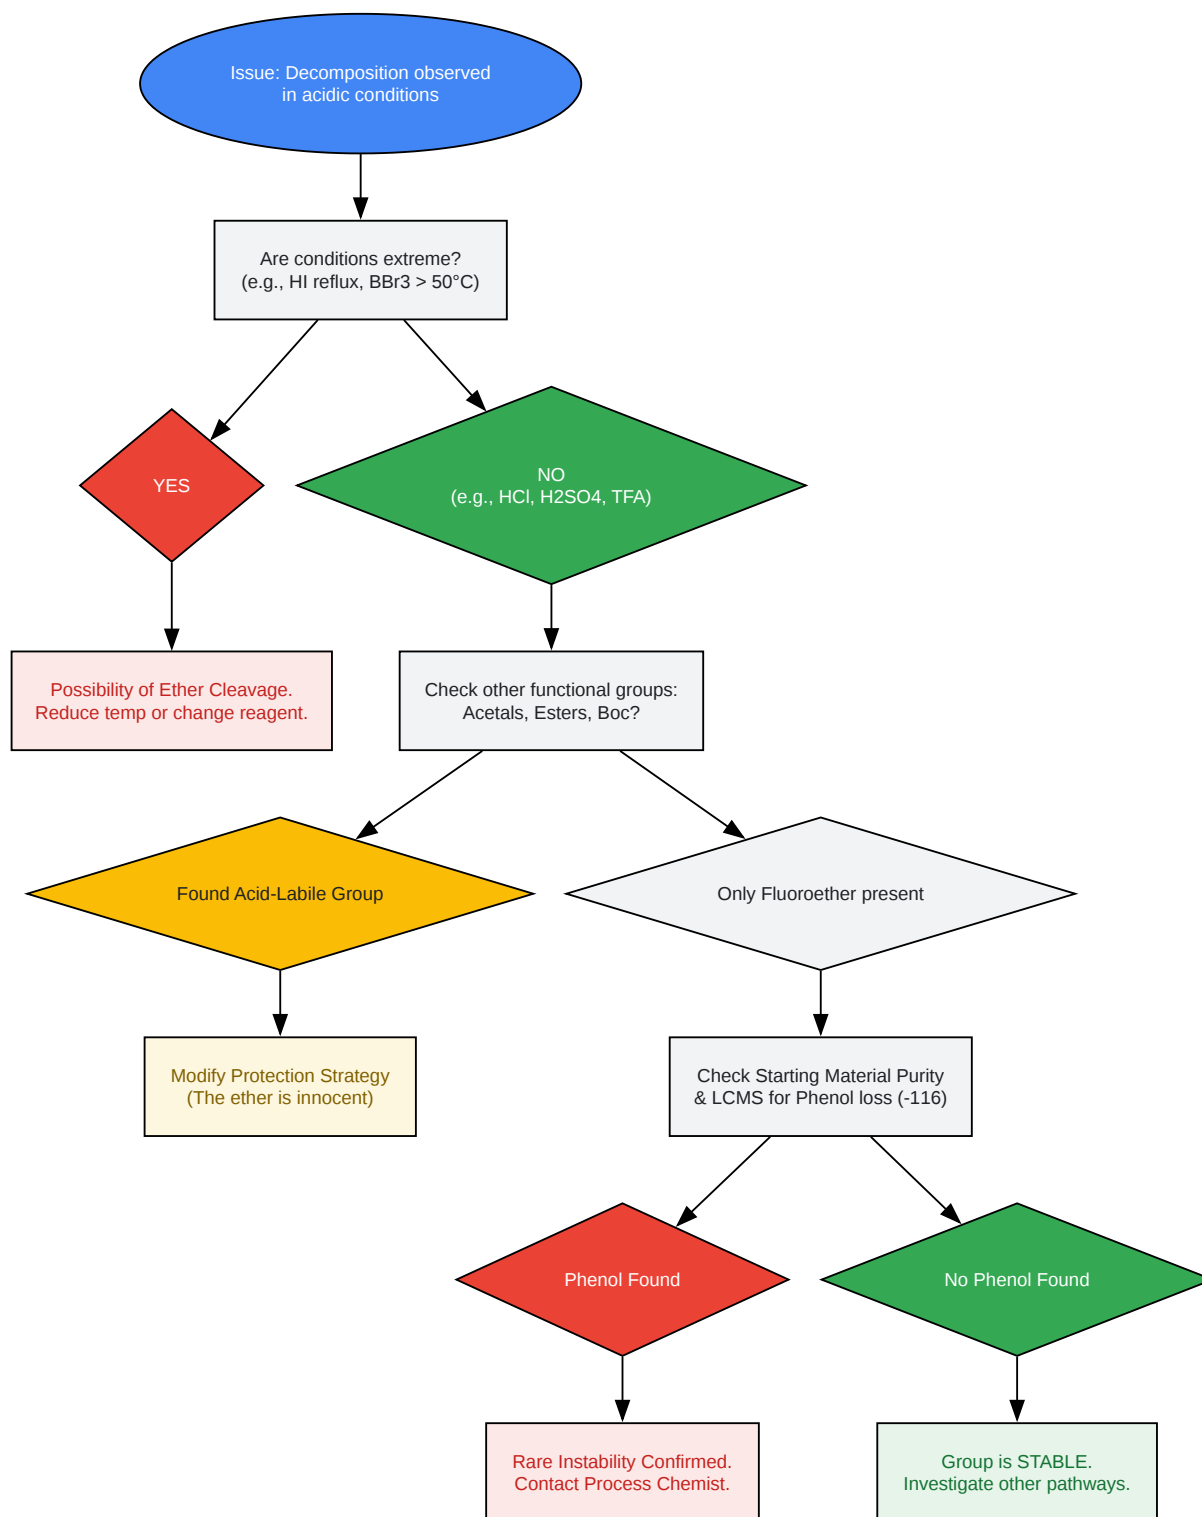 Issue: Decomposition observed
in acidic conditions
Are conditions extreme?
(e.g., HI reflux, BBr3 > 50°C)
YES
NO
(e.g., HCl, H2SO4, TFA)
Possibility of Ether Cleavage.
Reduce temp or change reagent.
Check other functional groups:
Acetals, Esters, Boc?
Found Acid-Labile Group
Only Fluoroether present
Modify Protection Strategy
(The ether is innocent)
Check Starting Material Purity
& LCMS for Phenol loss (-116)
Phenol Found
No Phenol Found
Rare Instability Confirmed.
Contact Process Chemist.
Group is STABLE.
Investigate other pathways.